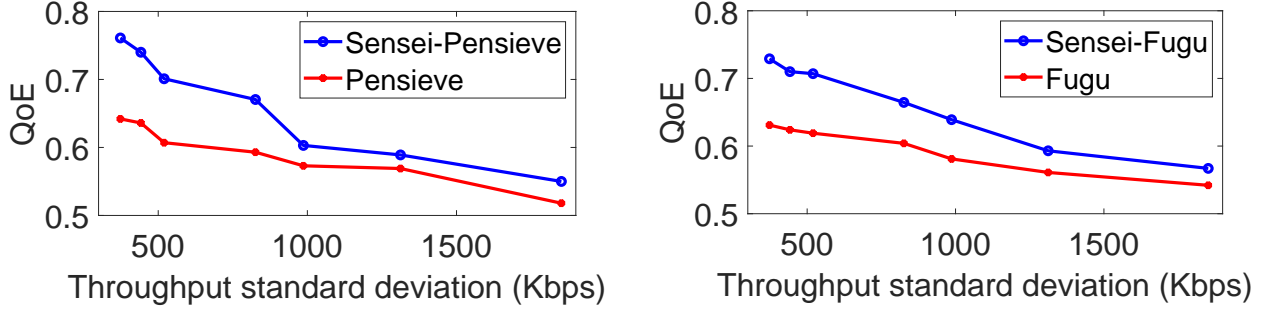 0.8
0.7
0.6
0.5
QoE
Sensei-Pensieve
Pensieve
500
1000
1500
Throughput standard deviation (Kbps)
0.8
0.7
0.6
0.5
QoE
Sensei-Fugu
Fugu
500
1000
1500
Throughput standard deviation (Kbps)